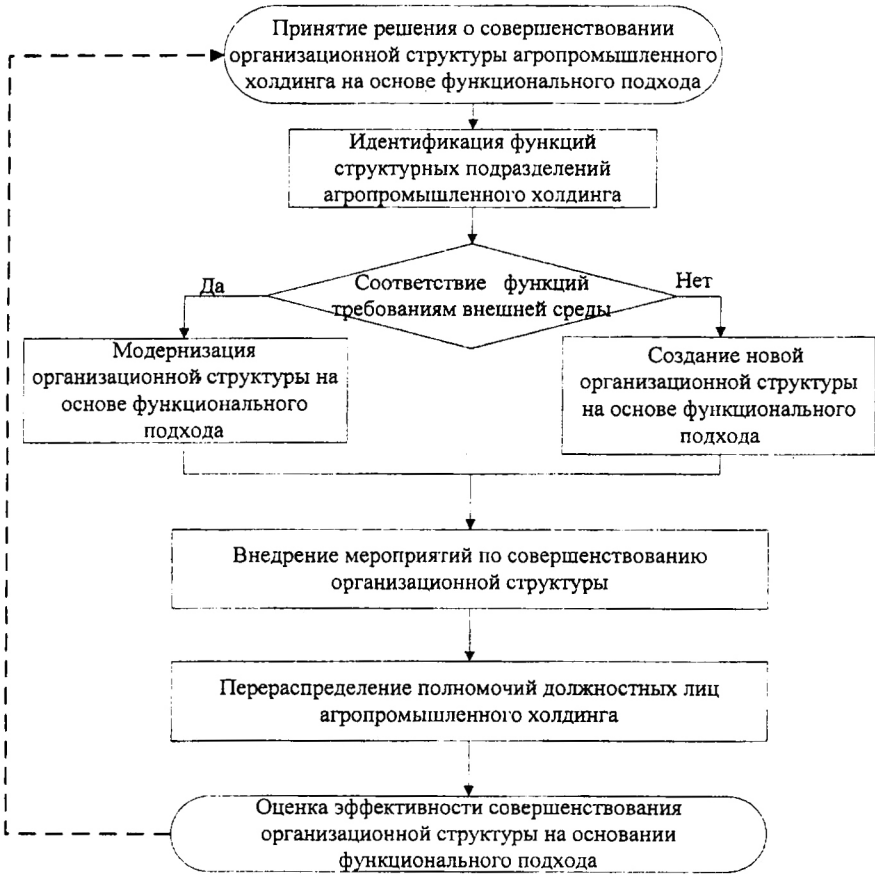 Принятие решения о совершенствовании
организационной структуры агропромышленного
холдинга на основе функционального подхода
Идентификация функций
структурных подразделений
агропромышленного холдинга
Соответствие функций
требованиям внешней среды
Да
Нет
Модернизация
организационной структуры на
основе функционального
подхода
Создание новой
организационной структуры
на основе функционального
подхода
Внедрение мероприятий по совершенствованию
организационной структуры
Перераспределение полномочий должностных лиц
агропромышленного холдинга
Оценка эффективности совершенствования
организационной структуры на основании
функционального подхода